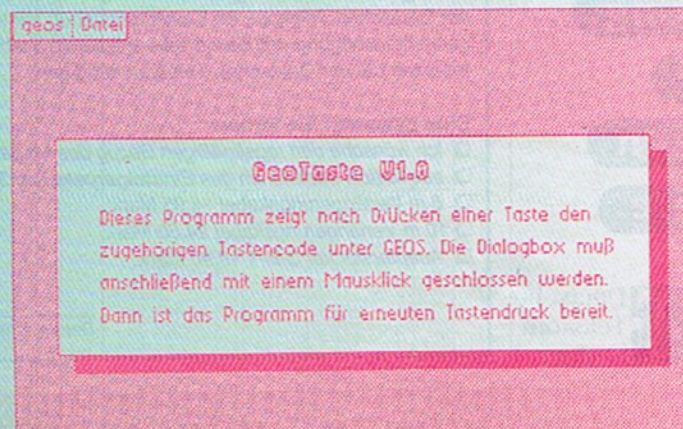 geos | Datei
GeoTaste V1.0
Dieses Programm zeigt nach Drücken einer Taste den
zugehörigen Tastencode unter GEOS. Die Dialogbox muß
anschließend mit einem Mausklick geschlossen werden.
Dann ist das Programm für erneuten Tastendruck bereit.